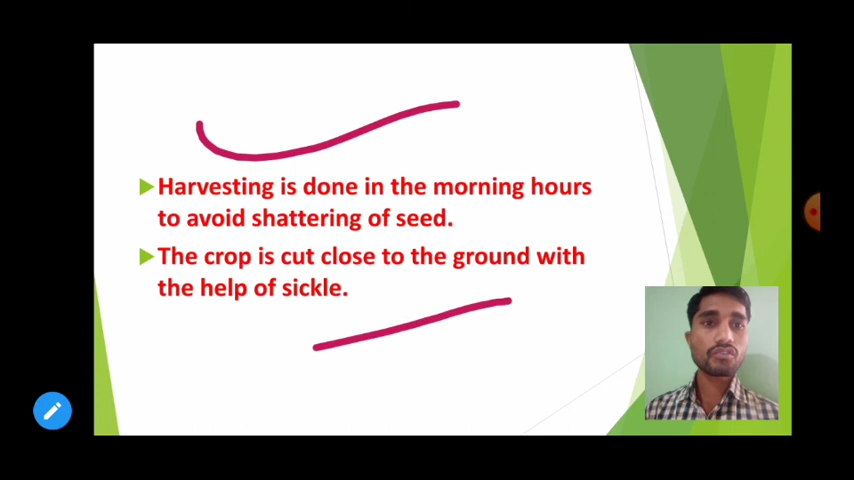 Harvesting is done in the morning hours
to avoid shattering of seed.
The crop is cut close to the ground with
the help of sickle.